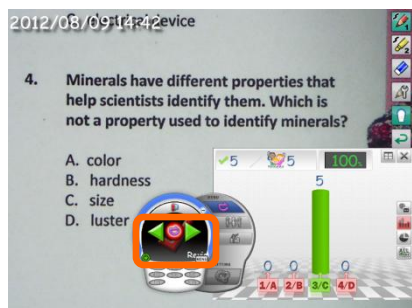 2012/08/09 14:42
C. electrical device
4. Minerals have different properties that
help scientists identify them. Which is
not a property used to identify minerals?
A. color
B. hardness
C. size
D. luster
5 5 100%
5
0 0 0
1/A 2/B 3/C 4/D